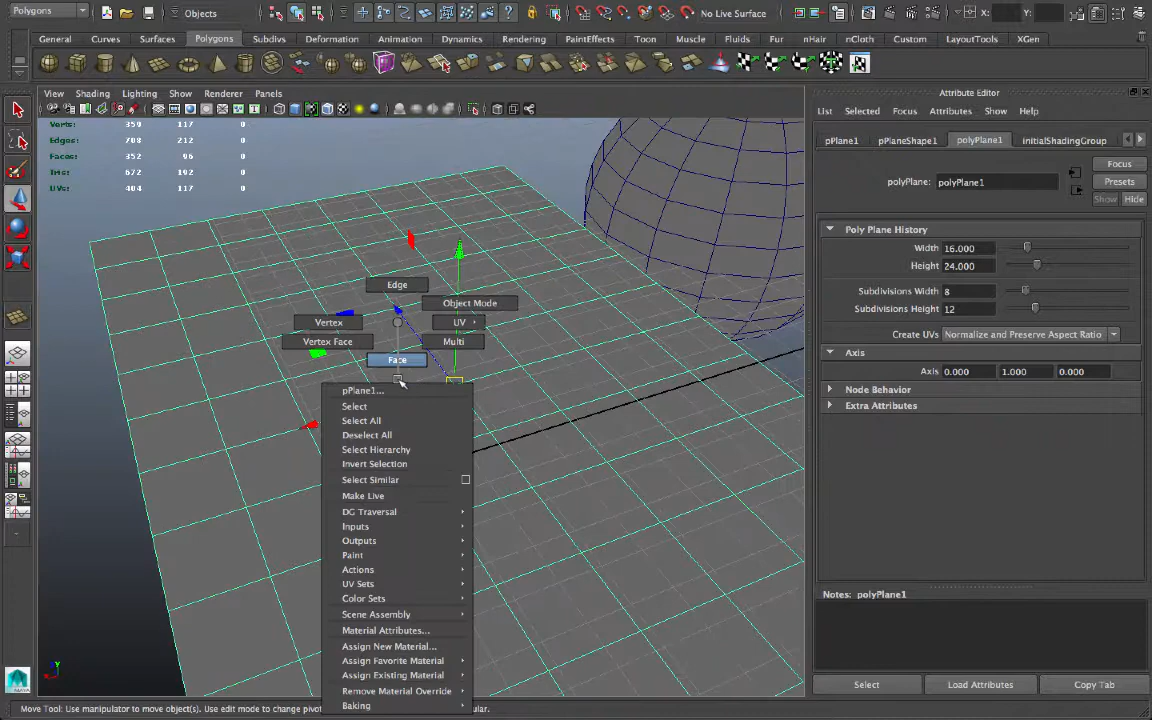 Polygons
Objects
No Live Surface
X:
Y:
General
Curves
Surfaces
Polygons
Subdivs
Deformation
Animation
Dynamics
Rendering
PaintEffects
Toon
Muscle
Fluids
Fur
nHair
nCloth
Custom
LayoutTools
XGen
View Shading Lighting Show Renderer Panels
Verts: 359 117 0
Edges: 708 212 0
Faces: 352 96 0
Tris: 672 192 0
UVs: 404 117 0
Edge
Object Mode
Vertex
UV
Vertex Face
Multi
Face
pPlane1...
Select
Select All
Deselect All
Select Hierarchy
Invert Selection
Select Similar
Make Live
DG Traversal
Inputs
Outputs
Paint
Actions
UV Sets
Color Sets
Scene Assembly
Material Attributes...
Assign New Material...
Assign Favorite Material
Assign Existing Material
Remove Material Override
Baking
Attribute Editor
List Selected Focus Attributes Show Help
pPlane1
pPlaneShape1
polyPlane1
initialShadingGroup
Focus
polyPlane: polyPlane1
Presets
Show Hide
Poly Plane History
Width 16.000
Height 24.000
Subdivisions Width 8
Subdivisions Height 12
Create UVs Normalize and Preserve Aspect Ratio
Axis
Axis 0.000 1.000 0.000
Node Behavior
Extra Attributes
Notes: polyPlane1
Select
Load Attributes
Copy Tab
Move Tool: Use manipulator to move object(s). Use edit mode to change pivot